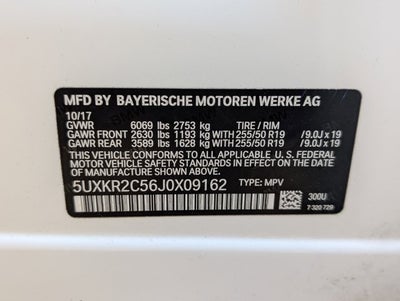 MFD BY BAYERISCHE MOTOREN WERKE AG
10/17
GVWR 6069 lbs 2753 kg TIRE / RIM
GAWR FRONT 2630 lbs 1193 kg WITH 255/50 R19 /9.0J x 19
GAWR REAR 3589 lbs 1628 kg WITH 255/50 R19 /9.0J x 19
THIS VEHICLE CONFORMS TO ALL APPLICABLE U.S. FEDERAL
MOTOR VEHICLE SAFETY STANDARDS IN EFFECT ON THE
DATE OF MANUFACTURE SHOWN ABOVE.
5UXKR2C56J0X09162 TYPE: MPV
300U
7 320 729